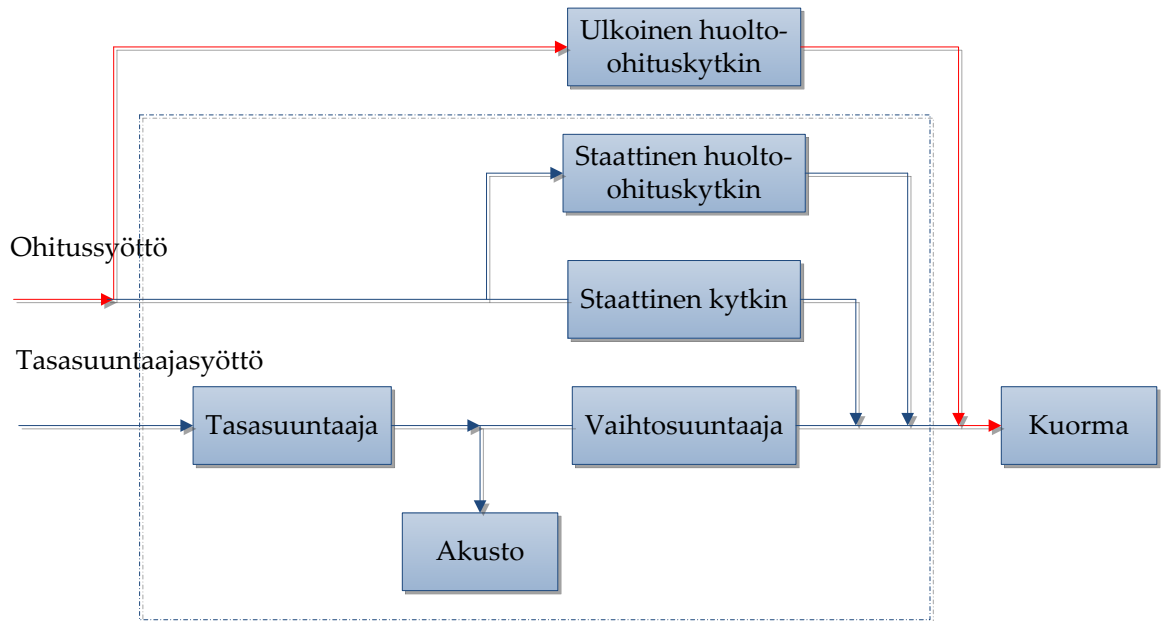 Ulkoinen huolto-
ohituskytkin
Staattinen huolto-
ohituskytkin
Ohitussyöttö
Staattinen kytkin
Tasasuuntaajasyöttö
Tasasuuntaaja
Vaihtosuuntaaja
Kuorma
Akusto